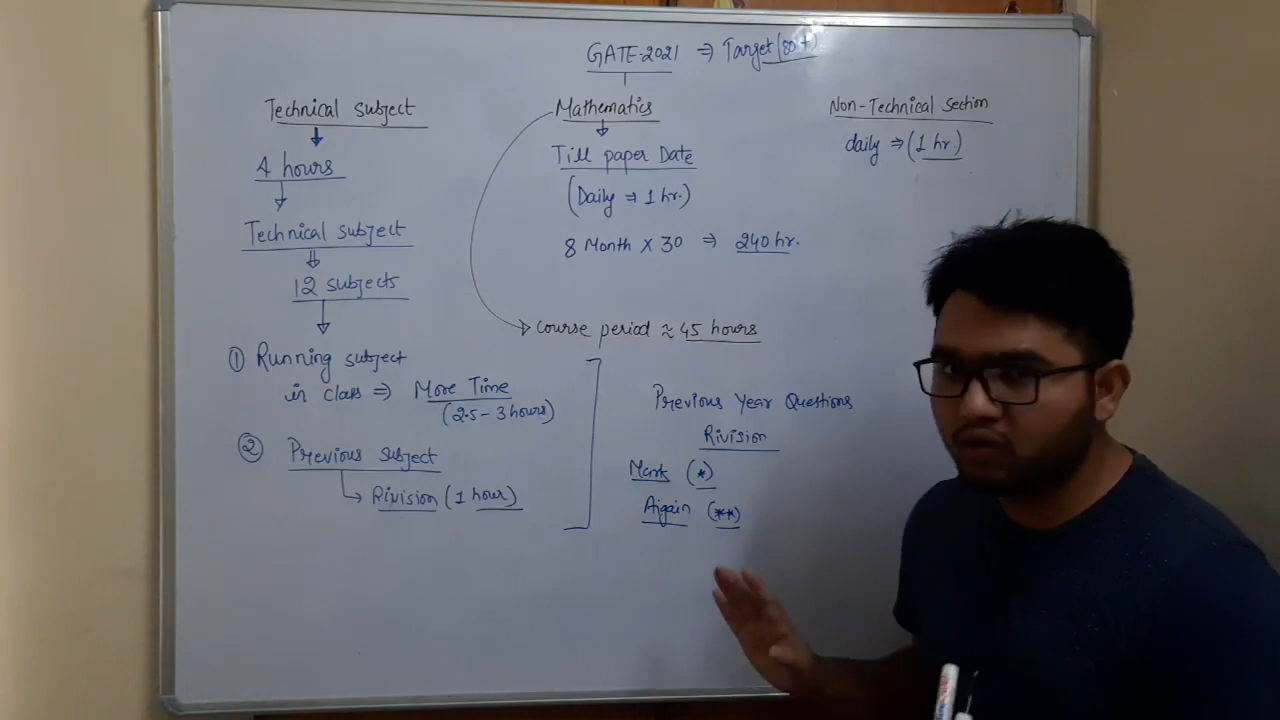 GATE-2021 ⇒ Target (80+)
Technical subject
4 hours
Technical subject
12 subjects
① Running subject
in class ⇒ More Time
(2.5 - 3 hours)
② Previous subject
Rivision (1 hour)
Mathematics
Till paper Date
(Daily ⇒ 1 hr.)
8 Month X 30 ⇒ 240 hr.
Course period ≈ 45 hours
Previous Year Questions
Rivision
Mark (*)
Aigain (**)
Non-Technical Section
daily ⇒ (1 hr.)